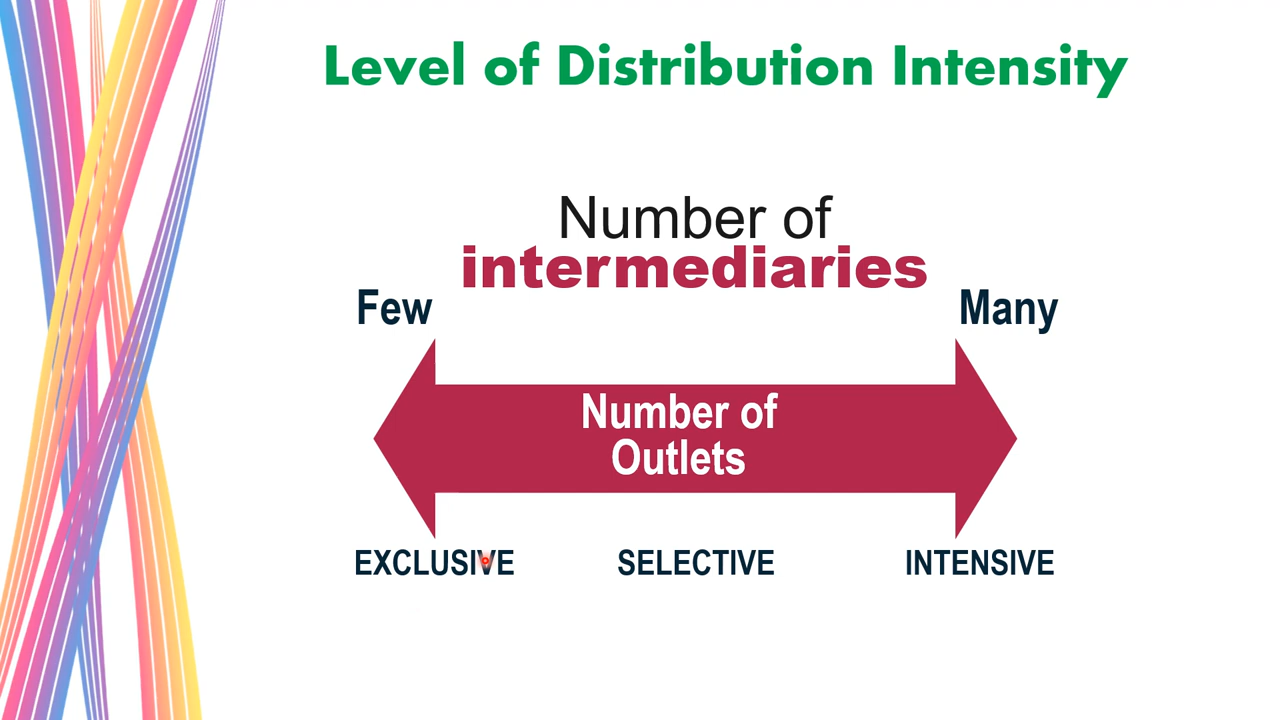 Level of Distribution Intensity
Number of
intermediaries
Few
Many
Number of
Outlets
EXCLUSIVE
SELECTIVE
INTENSIVE